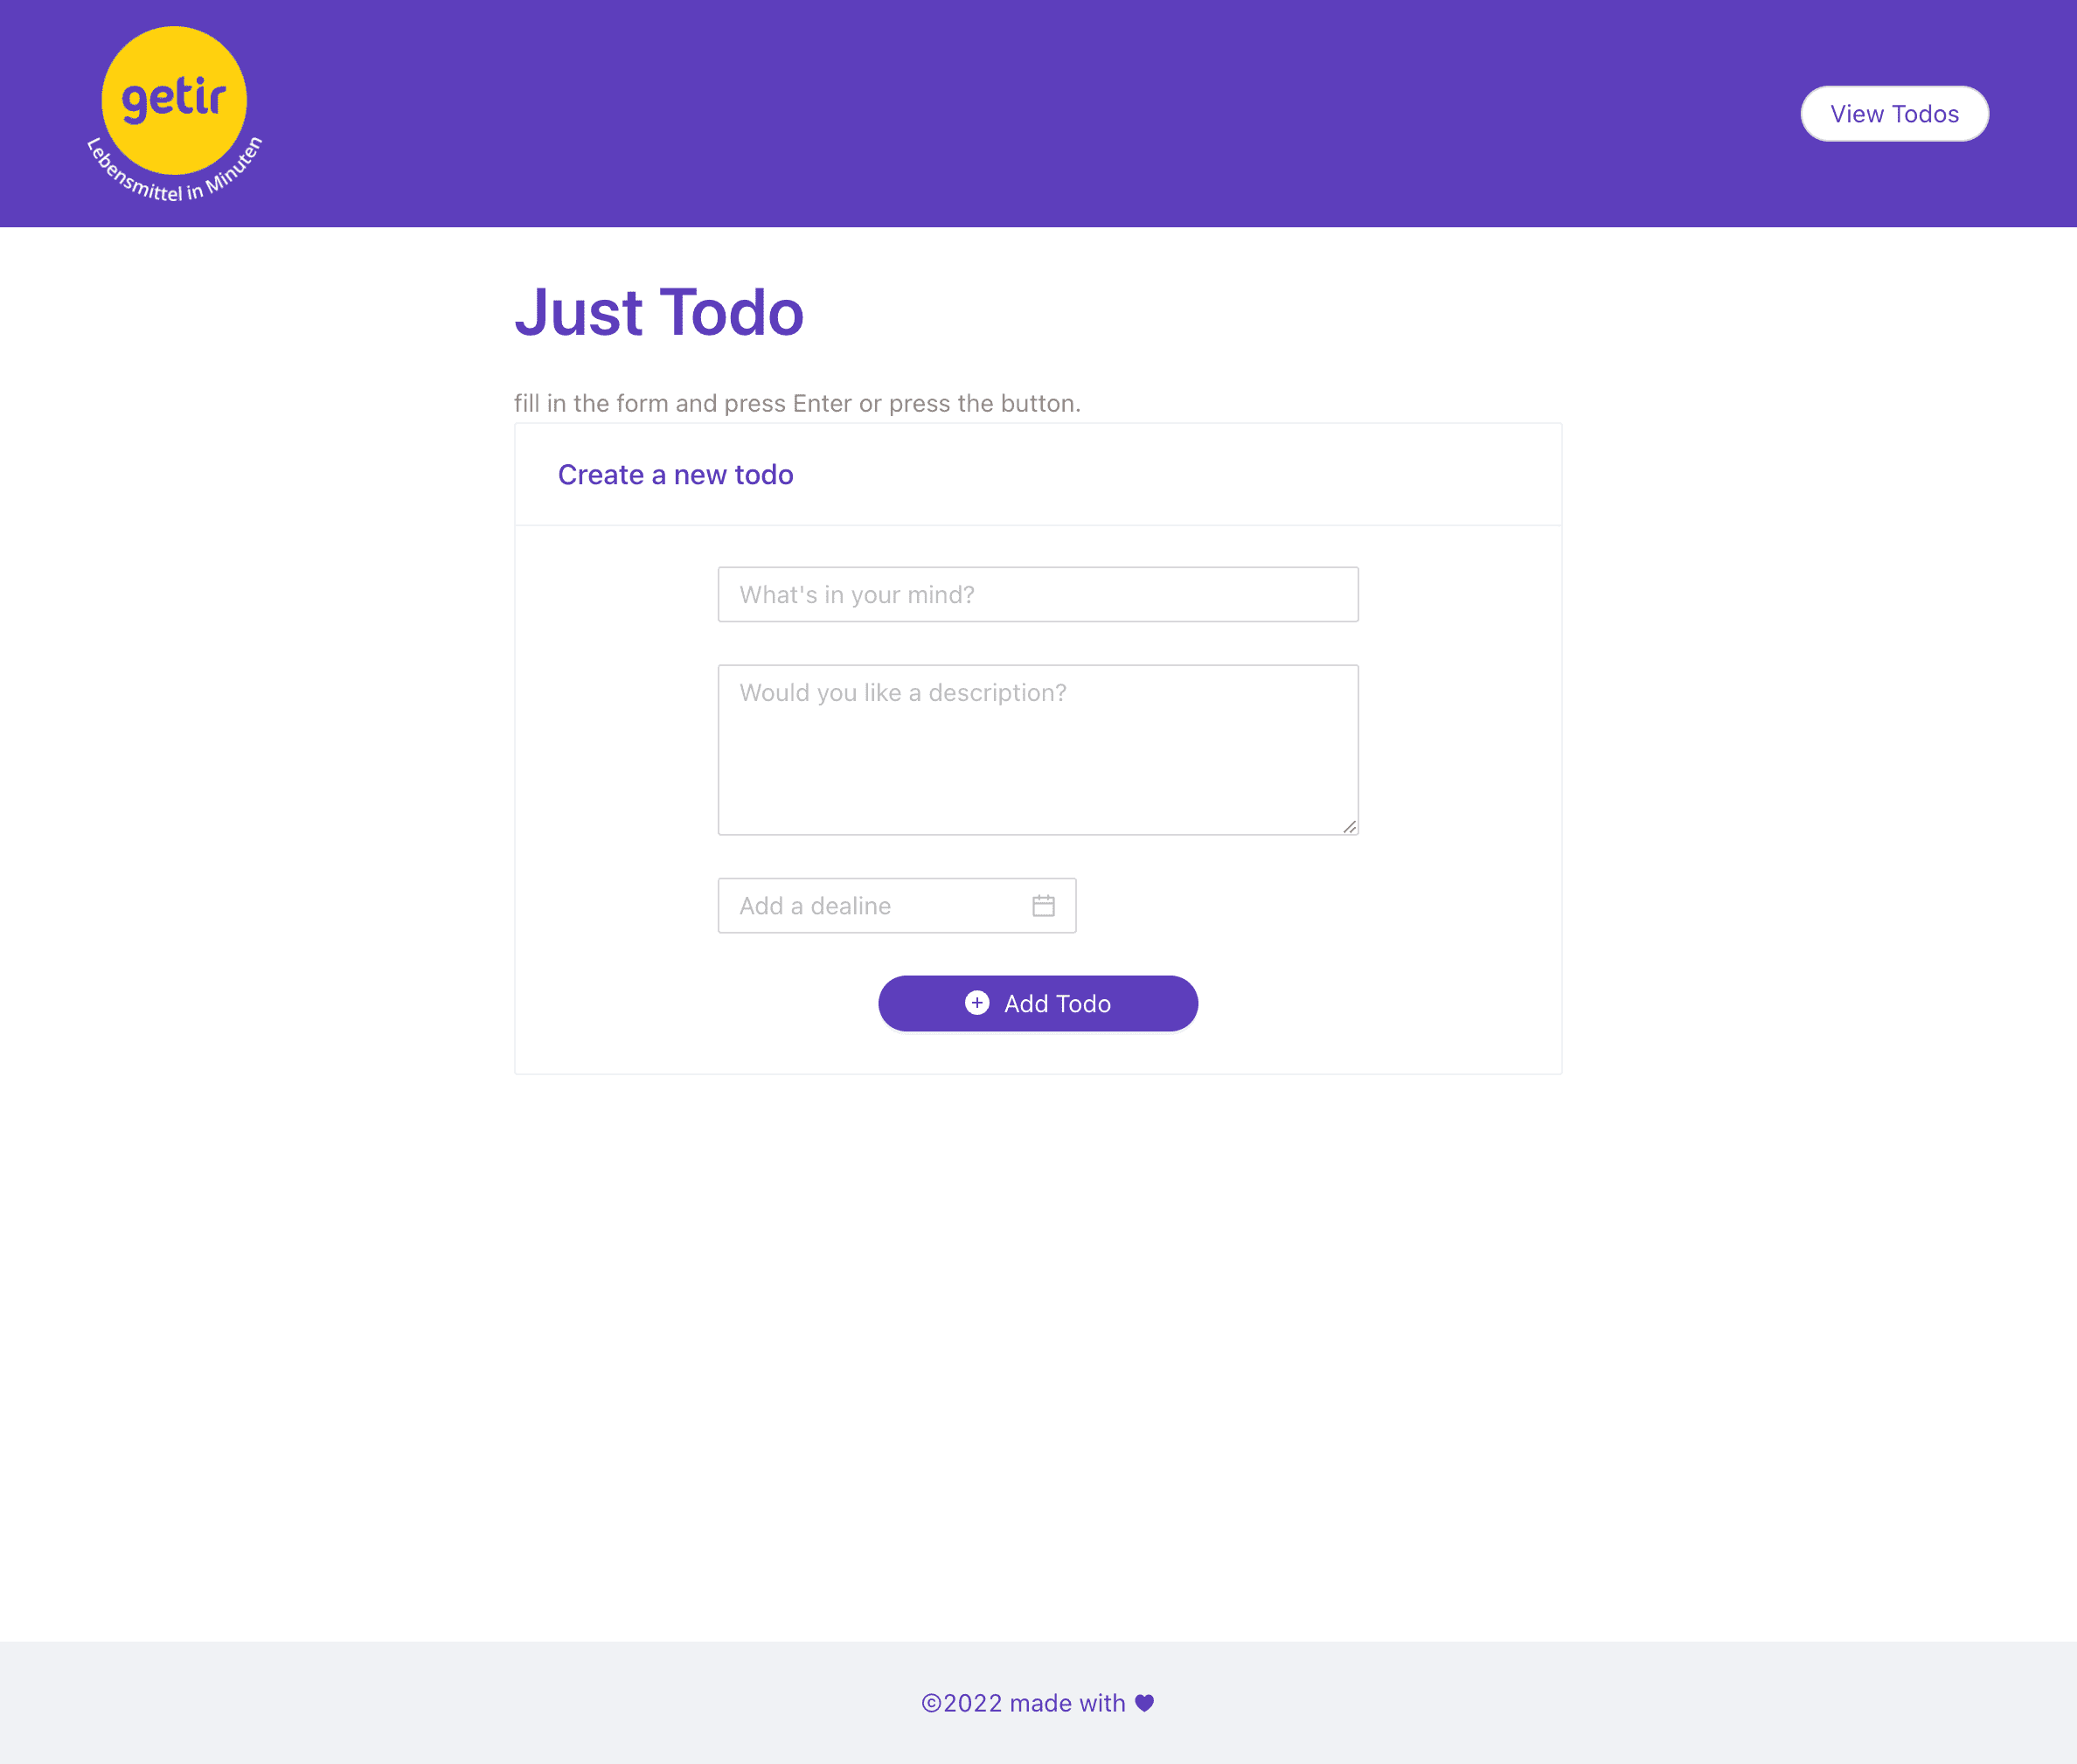 getir
Lebensmittel in Minuten
View Todos
Just Todo
fill in the form and press Enter or press the button.
Create a new todo
What's in your mind?
Would you like a description?
Add a dealine
Add Todo
©2022 made with